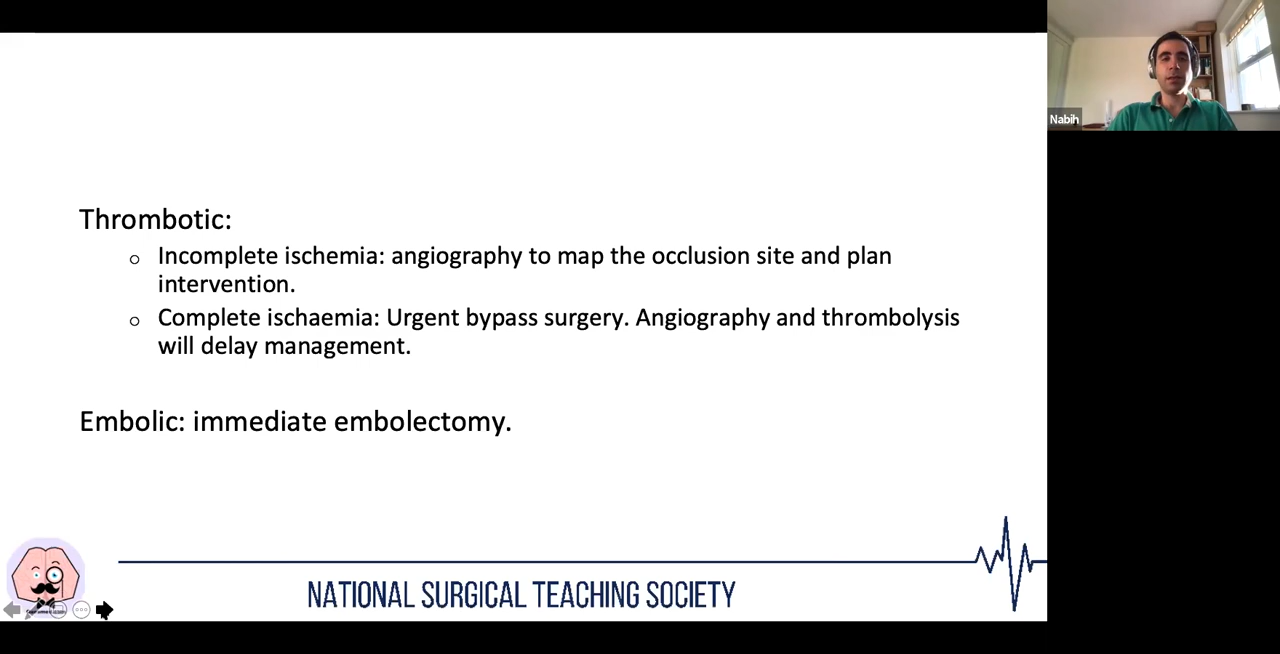 Nabih
Thrombotic:
o Incomplete ischemia: angiography to map the occlusion site and plan
intervention.
o Complete ischaemia: Urgent bypass surgery. Angiography and thrombolysis
will delay management.
Embolic: immediate embolectomy.
NATIONAL SURGICAL TEACHING SOCIETY